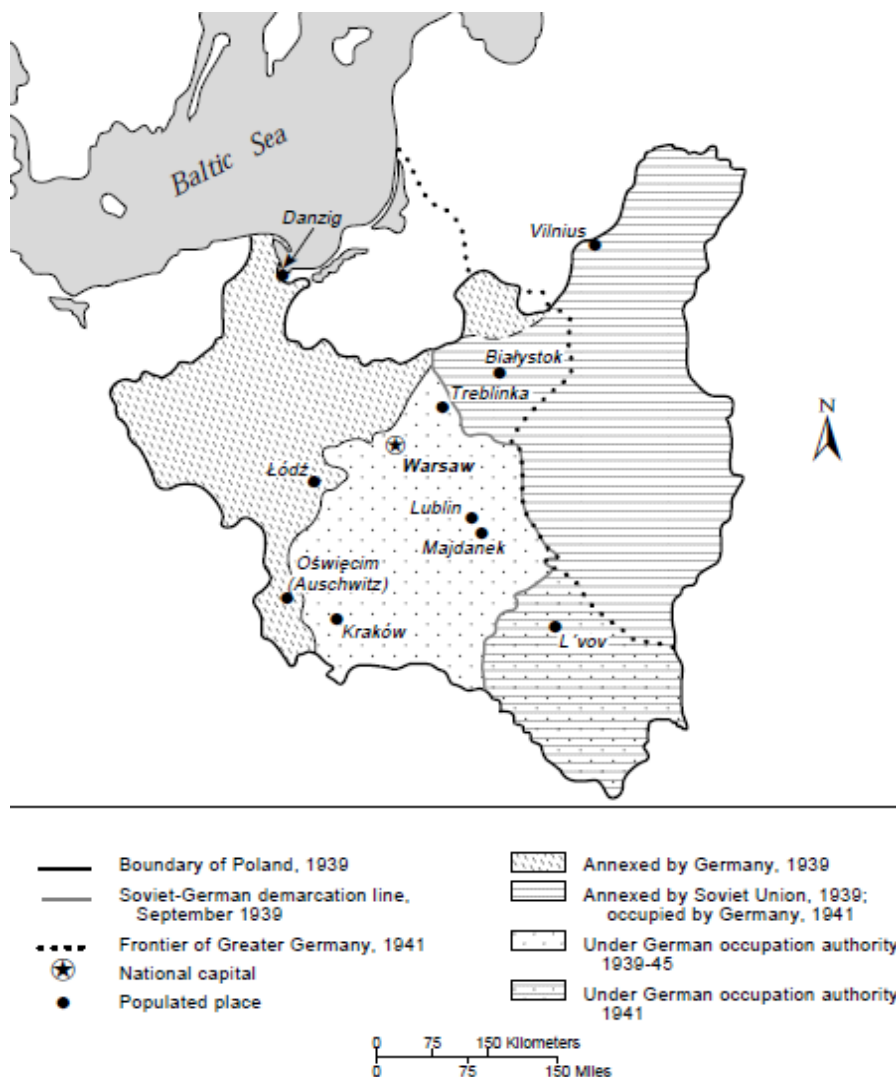 Baltic Sea
Danzig
Vilnius
Białystok
Treblinka
N
Warsaw
Łódź
Lublin
Majdanek
Oświęcim
(Auschwitz)
Kraków
L'vov
Boundary of Poland, 1939
Soviet-German demarcation line,
September 1939
Frontier of Greater Germany, 1941
National capital
Populated place
Annexed by Germany, 1939
Annexed by Soviet Union, 1939;
occupied by Germany, 1941
Under German occupation authority
1939-45
Under German occupation authority
1941
0 75 150 Kilometers
0 75 150 Miles